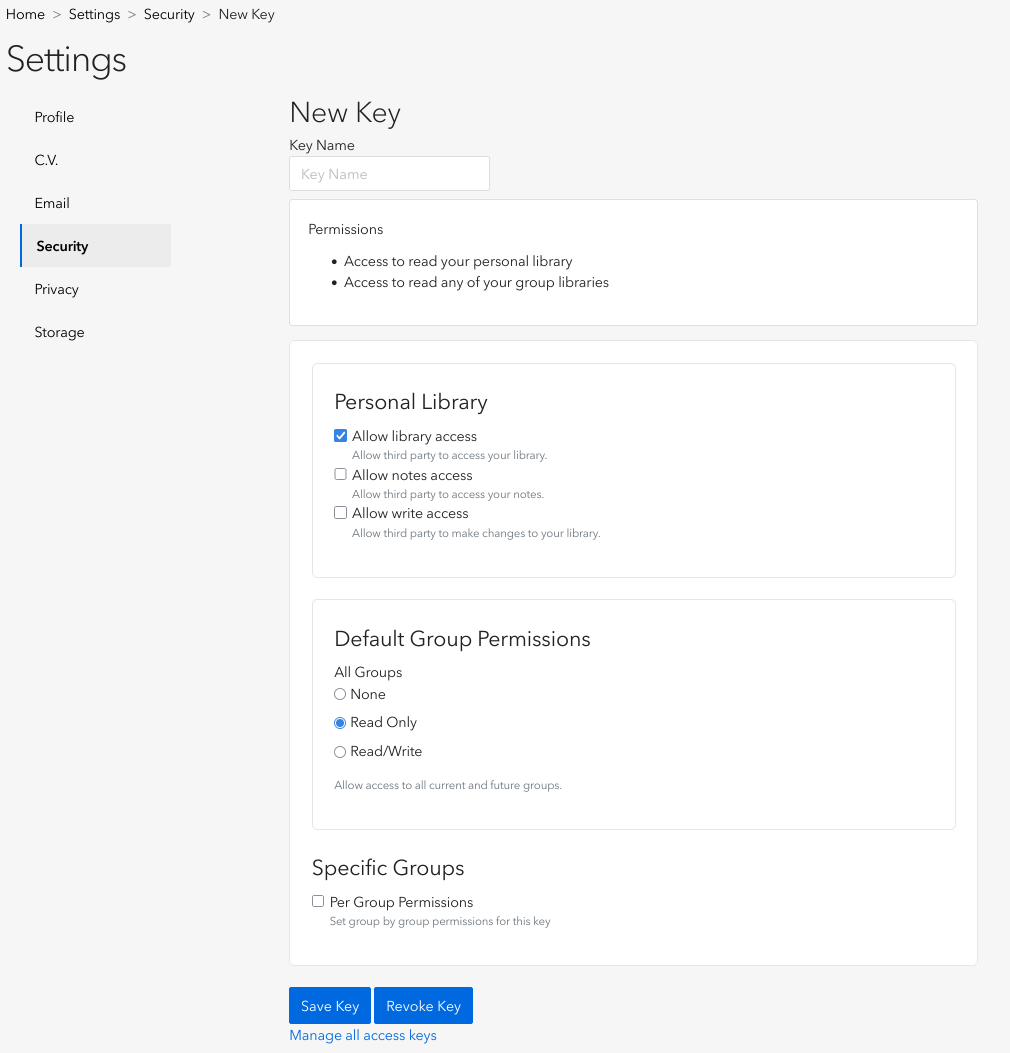 Home > Settings > Security > New Key
Settings
Profile
C.V.
Email
Security
Privacy
Storage
New Key
Key Name
Key Name
Permissions
• Access to read your personal library
• Access to read any of your group libraries
Personal Library
Allow library access
Allow third party to access your library.
Allow notes access
Allow third party to access your notes.
Allow write access
Allow third party to make changes to your library.
Default Group Permissions
All Groups
None
Read Only
Read/Write
Allow access to all current and future groups.
Specific Groups
Per Group Permissions
Set group by group permissions for this key
Save Key Revoke Key
Manage all access keys